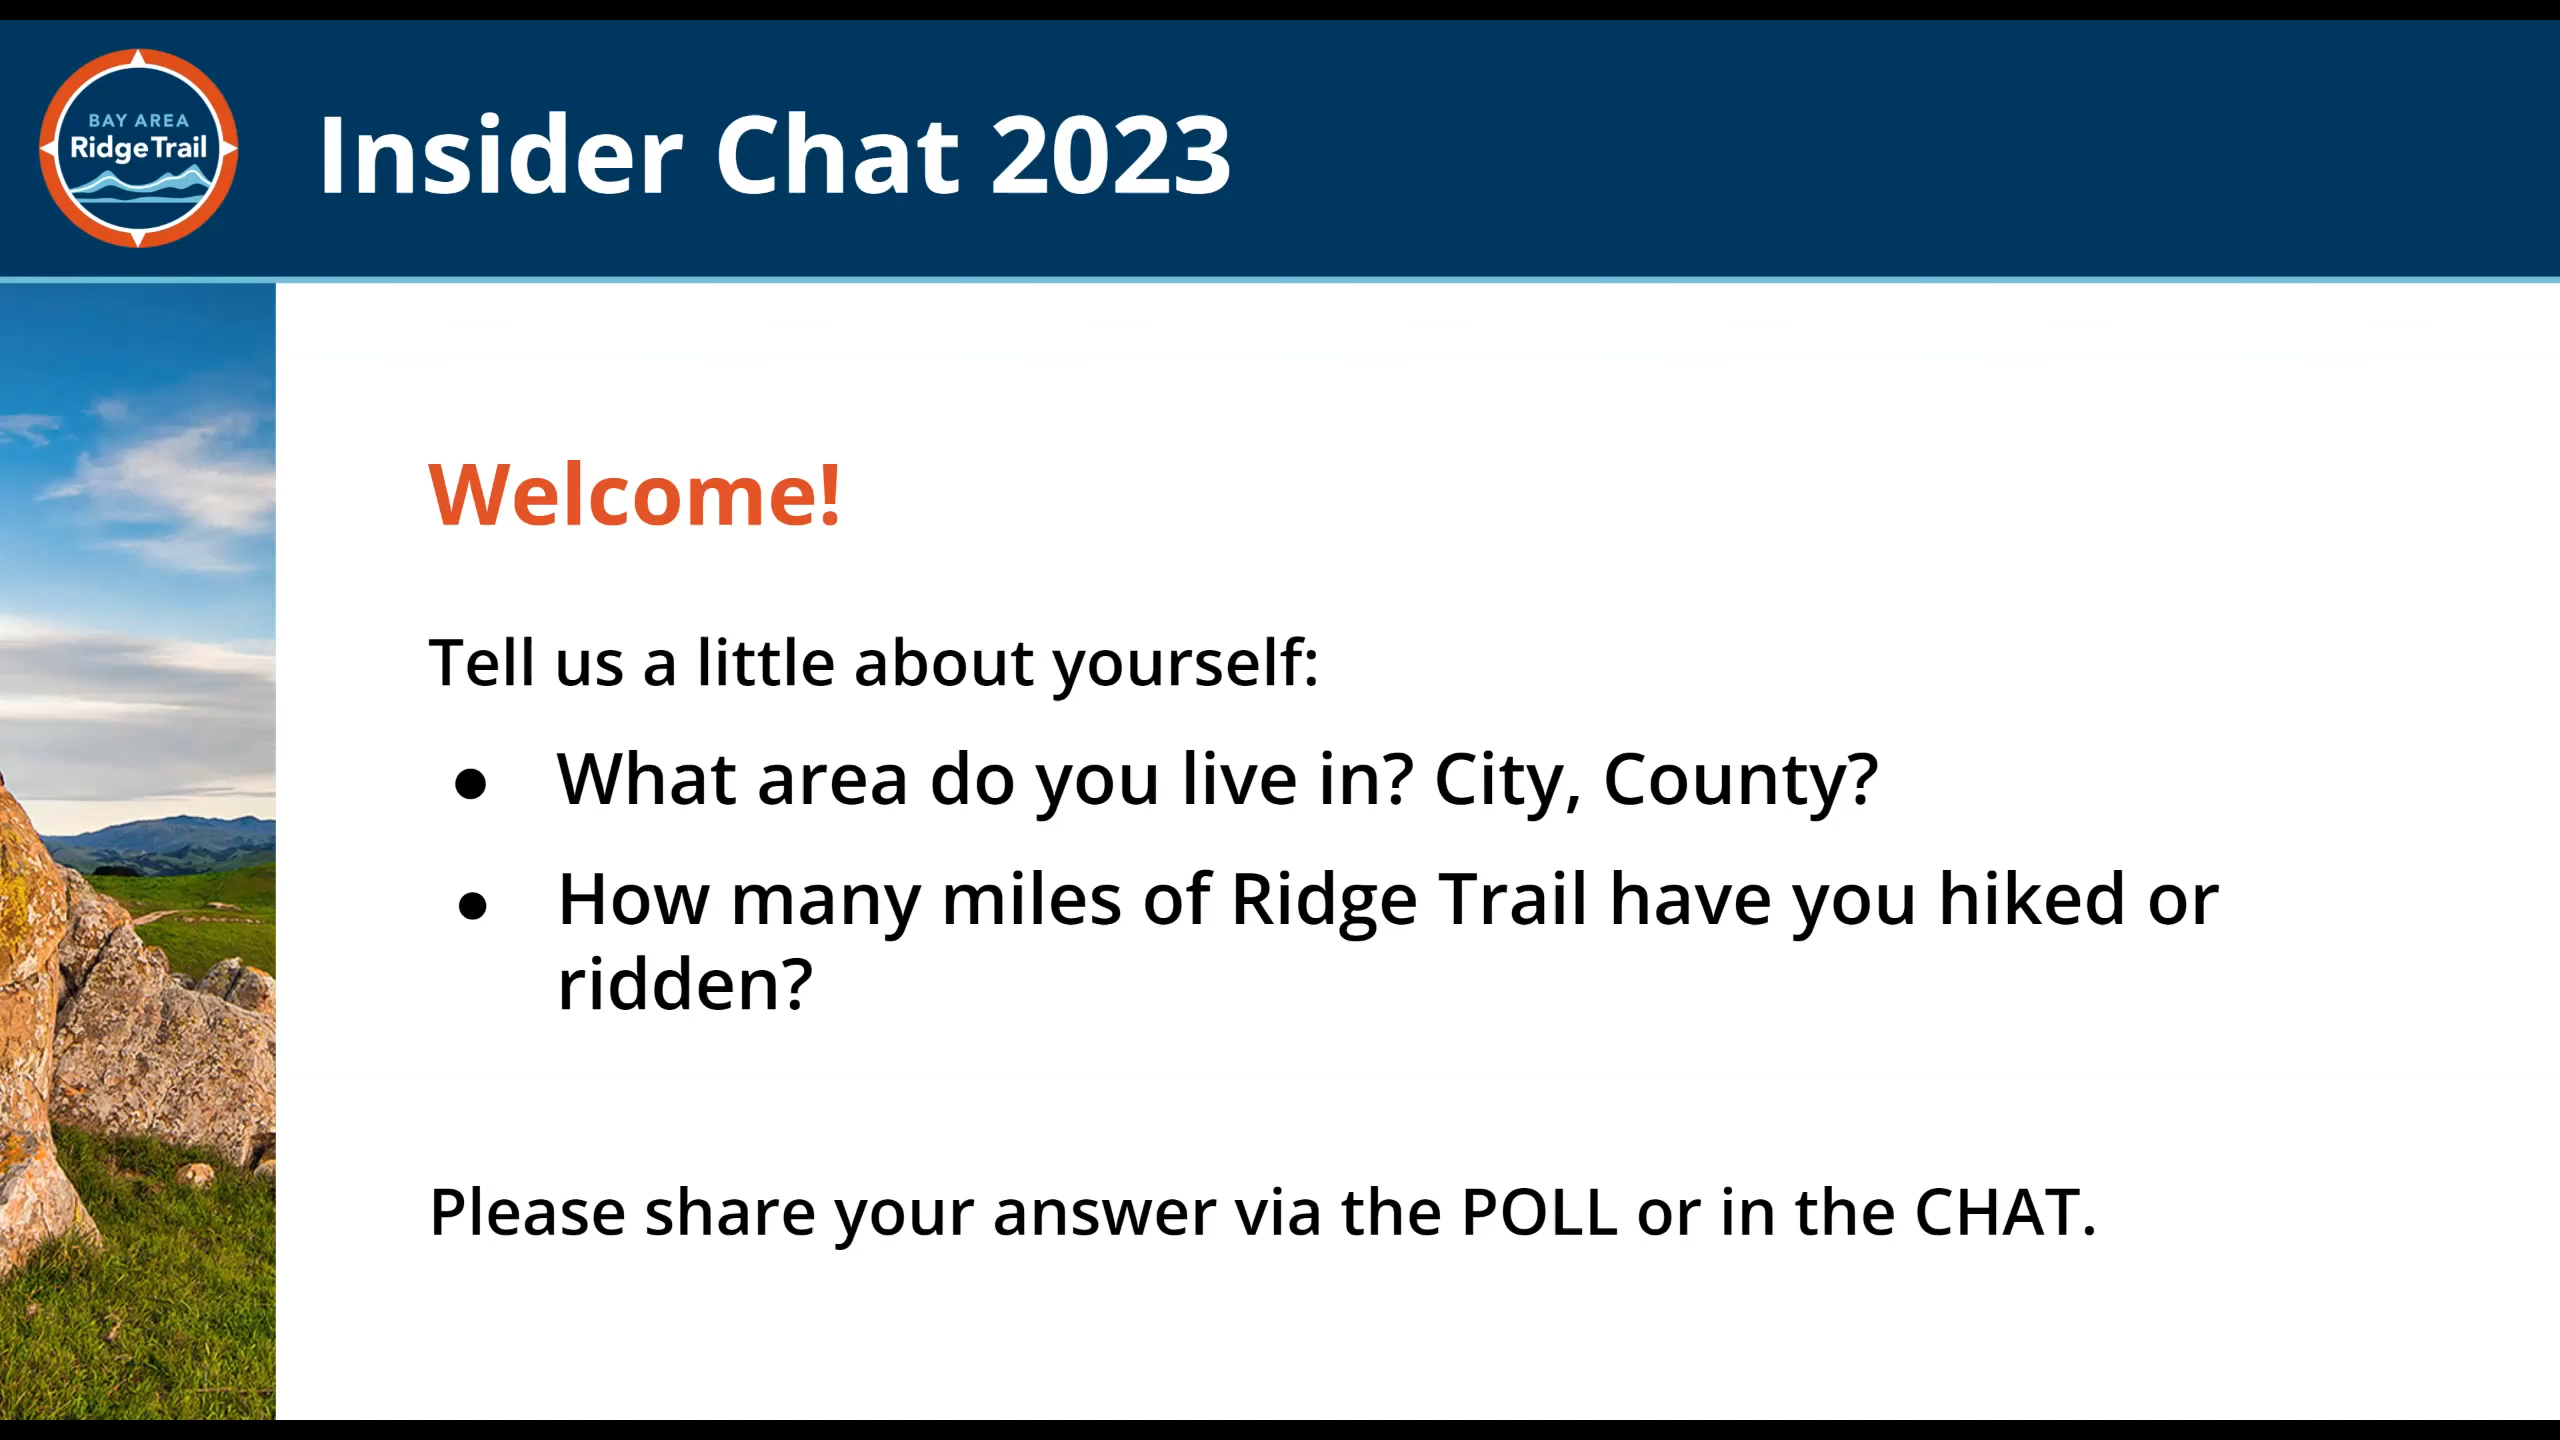 BAY AREA
RidgeTrail
Insider Chat 2023
Welcome!
Tell us a little about yourself:
● What area do you live in? City, County?
● How many miles of Ridge Trail have you hiked or
ridden?
Please share your answer via the POLL or in the CHAT.